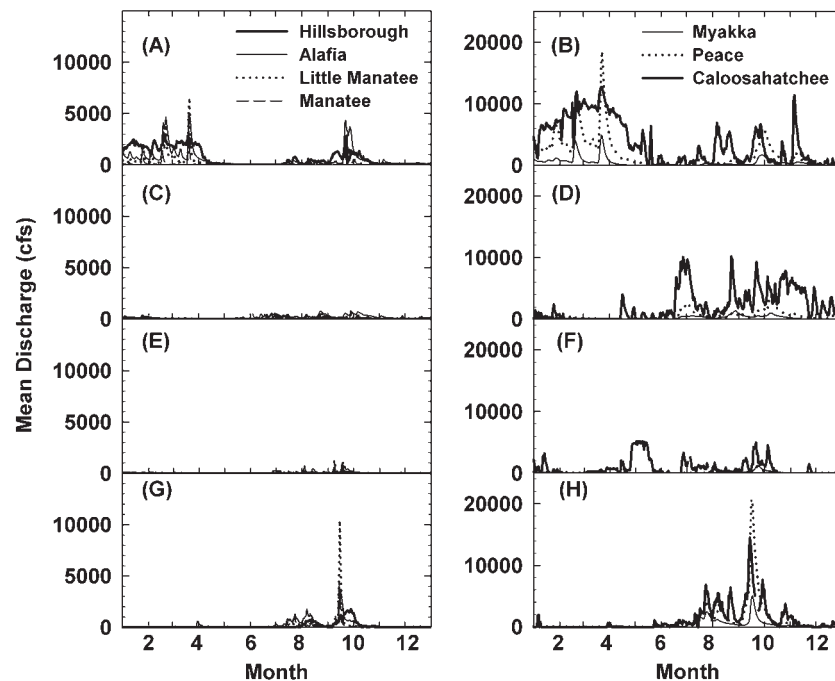 (A)
Hillsborough
Alafia
Little Manatee
Manatee
15000
10000
5000
0
(B)
Myakka
Peace
Caloosahatchee
25000
20000
10000
0
(C)
10000
5000
0
(D)
20000
10000
0
(E)
10000
5000
0
(F)
20000
10000
0
(G)
10000
5000
0
2 4 6 8 10 12
Month
(H)
20000
10000
0
2 4 6 8 10 12
Month
Mean Discharge (cfs)